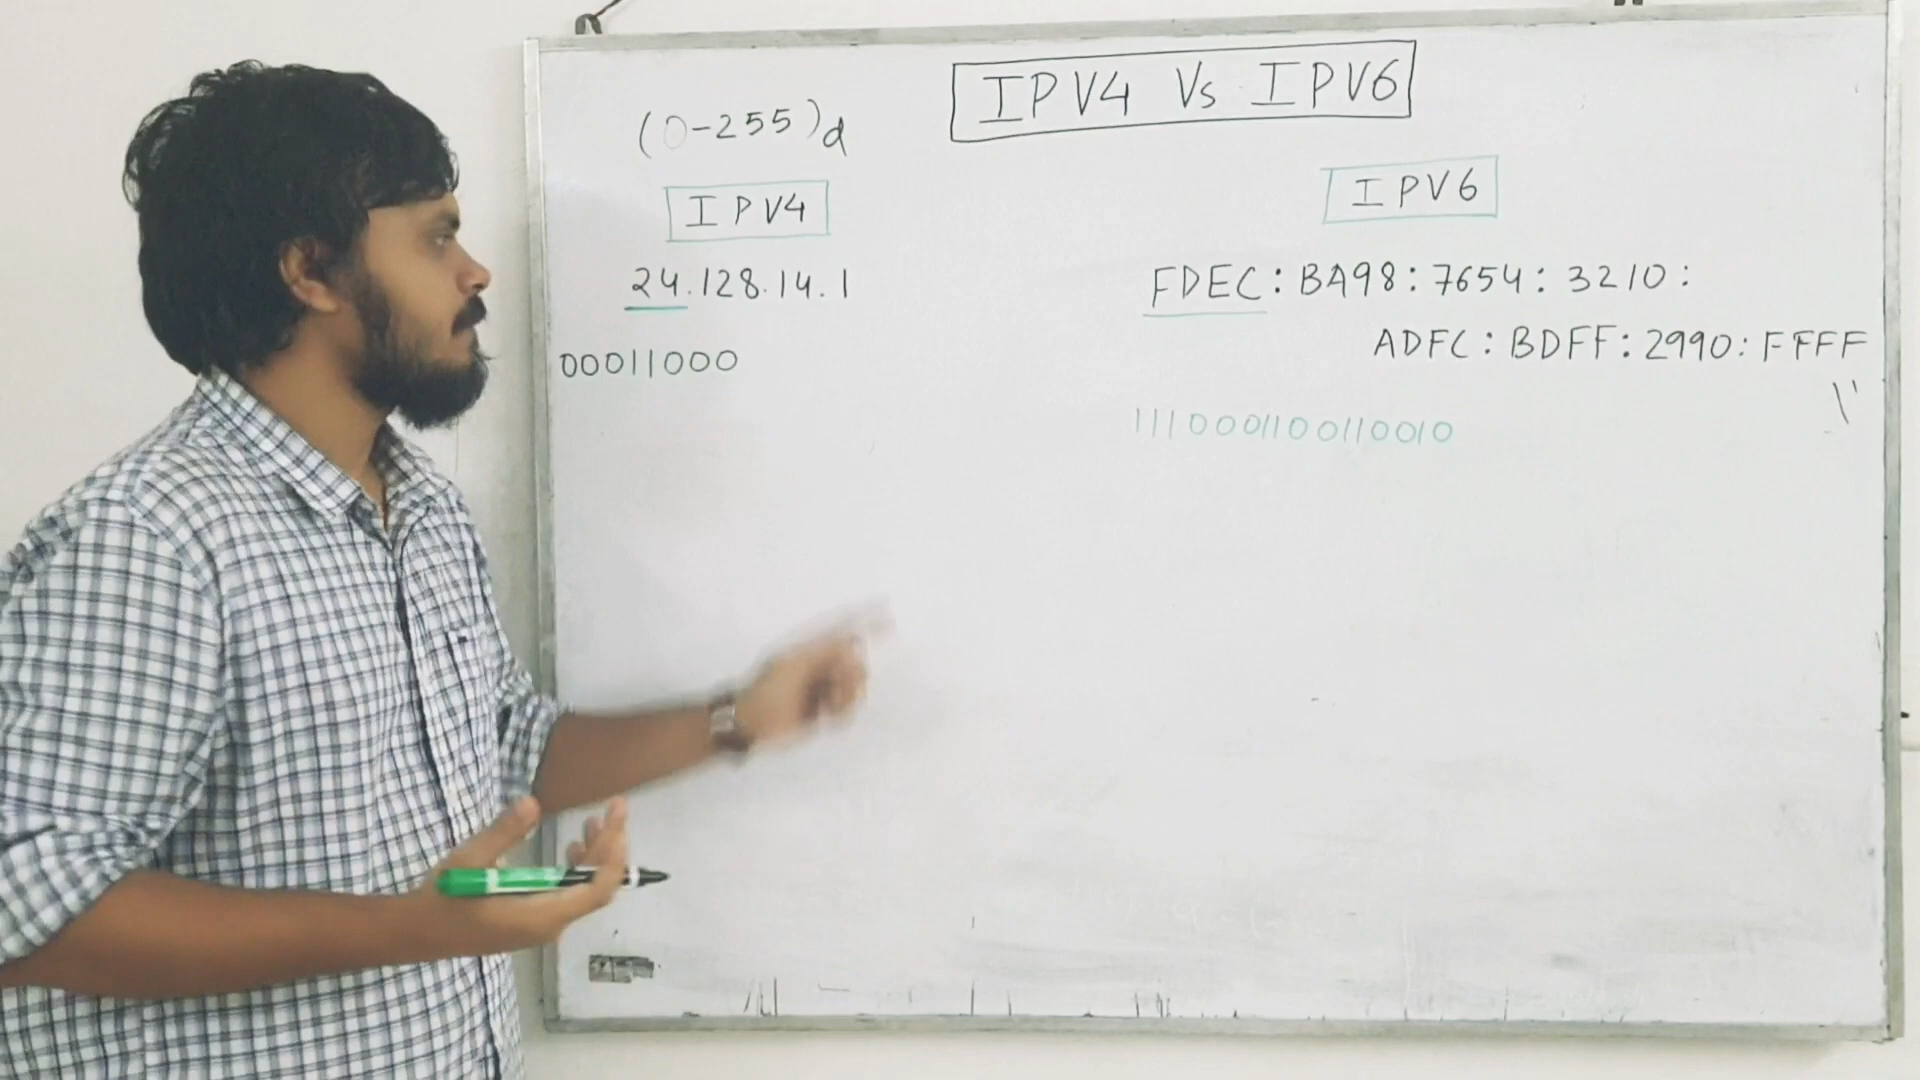 IPV4 Vs IPV6
(0-255)d
IPV4
24.128.14.1
00011000
IPV6
FDEC:BA98:7654:3210:
ADFC:BDFF:2990:FFFF
1110001100110010